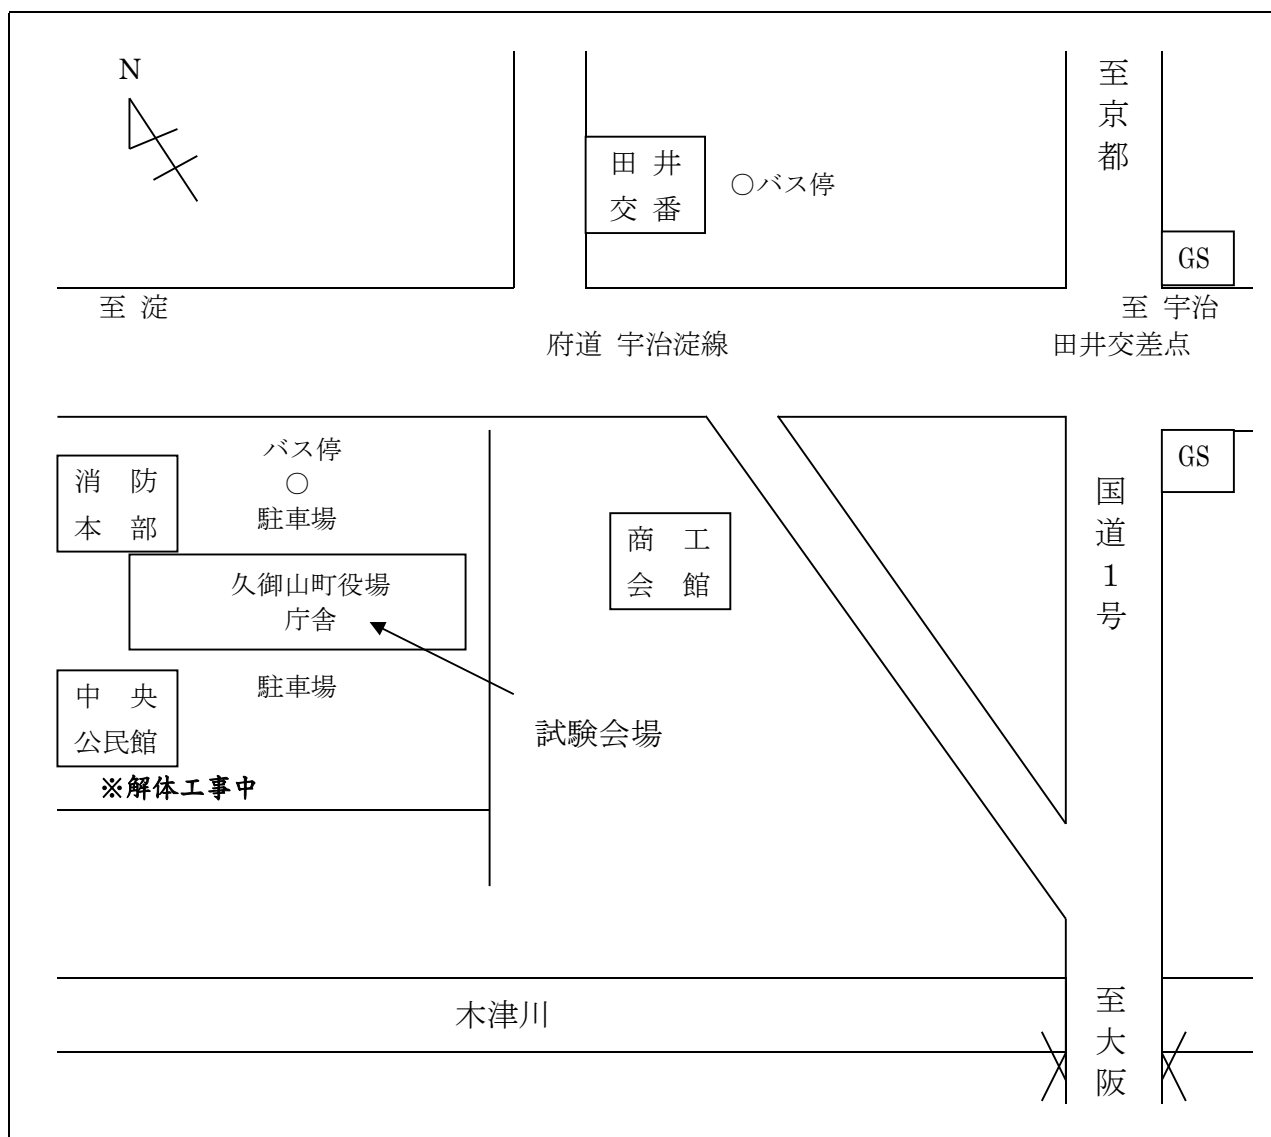 N
至京都
田 井
交 番
○バス停
GS
至 淀
至 宇治
府道 宇治淀線
田井交差点
バス停
○
駐車場
消 防
本 部
GS
国道1号
商 工
会 館
久御山町役場
庁舎
中 央
公民館
駐車場
試験会場
※解体工事中
木津川
至大阪